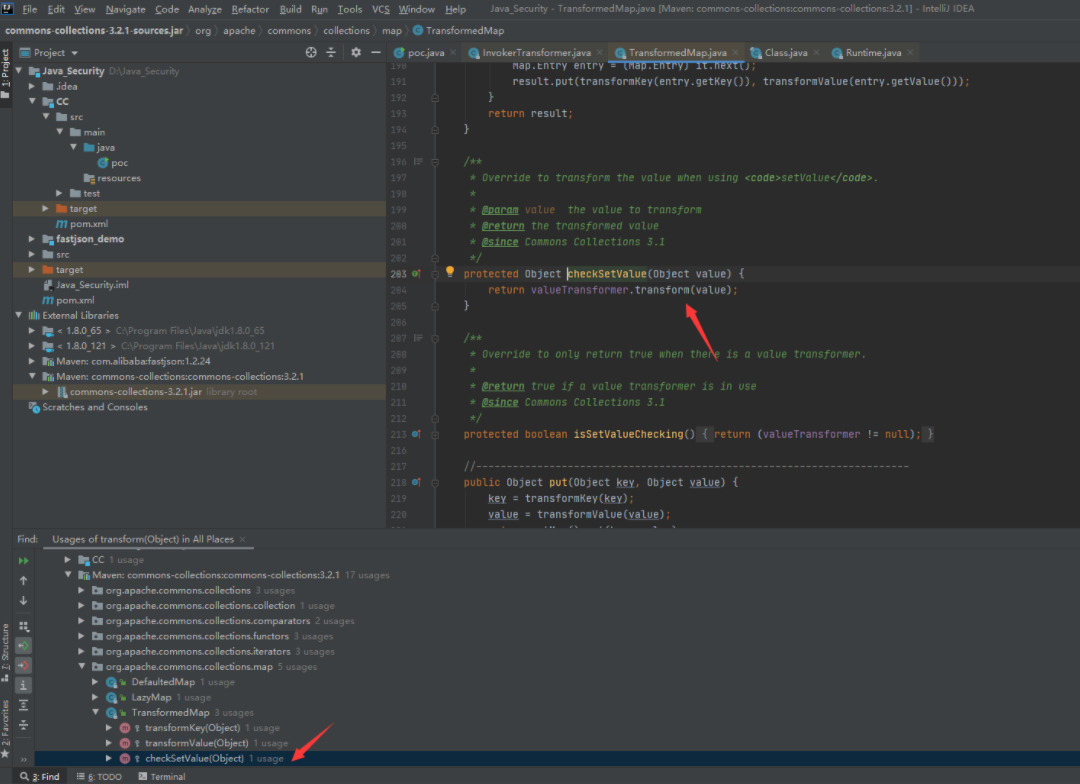 File Edit View Navigate Code Analyze Refactor Build Run Tools VCS Window Help Java_Security - TransformedMap.java [Maven: commons-collections:commons-collections:3.2.1] - IntelliJ IDEA
commons-collections-3.2.1-sources.jar org apache commons collections map TransformedMap
Project
poc.java InvokerTransformer.java TransformedMap.java Class.java Runtime.java
1: Project
Java_Security D:\Java_Security
.idea
CC
src
main
java
poc
resources
test
target
pom.xml
fastjson_demo
src
target
Java_Security.iml
pom.xml
External Libraries
< 1.8.0_65 > C:\Program Files\Java\jdk1.8.0_65
< 1.8.0_121 > C:\Program Files\Java\jdk1.8.0_121
Maven: com.alibaba:fastjson:1.2.24
Maven: commons-collections:commons-collections:3.2.1
commons-collections-3.2.1.jar library root
Scratches and Consoles
190 Map.Entry entry = (Map.Entry) it.next();
191 result.put(transformKey(entry.getKey()), transformValue(entry.getValue()));
192 }
193 return result;
194 }
195
196 /**
197 * Override to transform the value when using <code>setValue</code>.
198 *
199 * @param value the value to transform
200 * @return the transformed value
201 * @since Commons Collections 3.1
202 */
203 protected Object checkSetValue(Object value) {
204 return valueTransformer.transform(value);
205 }
206
207 /**
208 * Override to only return true when there is a value transformer.
209 *
210 * @return true if a value transformer is in use
211 * @since Commons Collections 3.1
212 */
213 protected boolean isSetValueChecking() { return (valueTransformer != null); }
216
217 //-----------------------------------------------------------------------
218 public Object put(Object key, Object value) {
219 key = transformKey(key);
220 value = transformValue(value);
Find: Usages of transform(Object) in All Places
CC 1 usage
Maven: commons-collections:commons-collections:3.2.1 17 usages
org.apache.commons.collections 3 usages
org.apache.commons.collections.collection 1 usage
org.apache.commons.collections.comparators 2 usages
org.apache.commons.collections.functors 3 usages
org.apache.commons.collections.iterators 3 usages
org.apache.commons.collections.map 5 usages
DefaultedMap 1 usage
LazyMap 1 usage
TransformedMap 3 usages
transformKey(Object) 1 usage
transformValue(Object) 1 usage
checkSetValue(Object) 1 usage
7: Structure
2: Favorites
3: Find 6: TODO Terminal